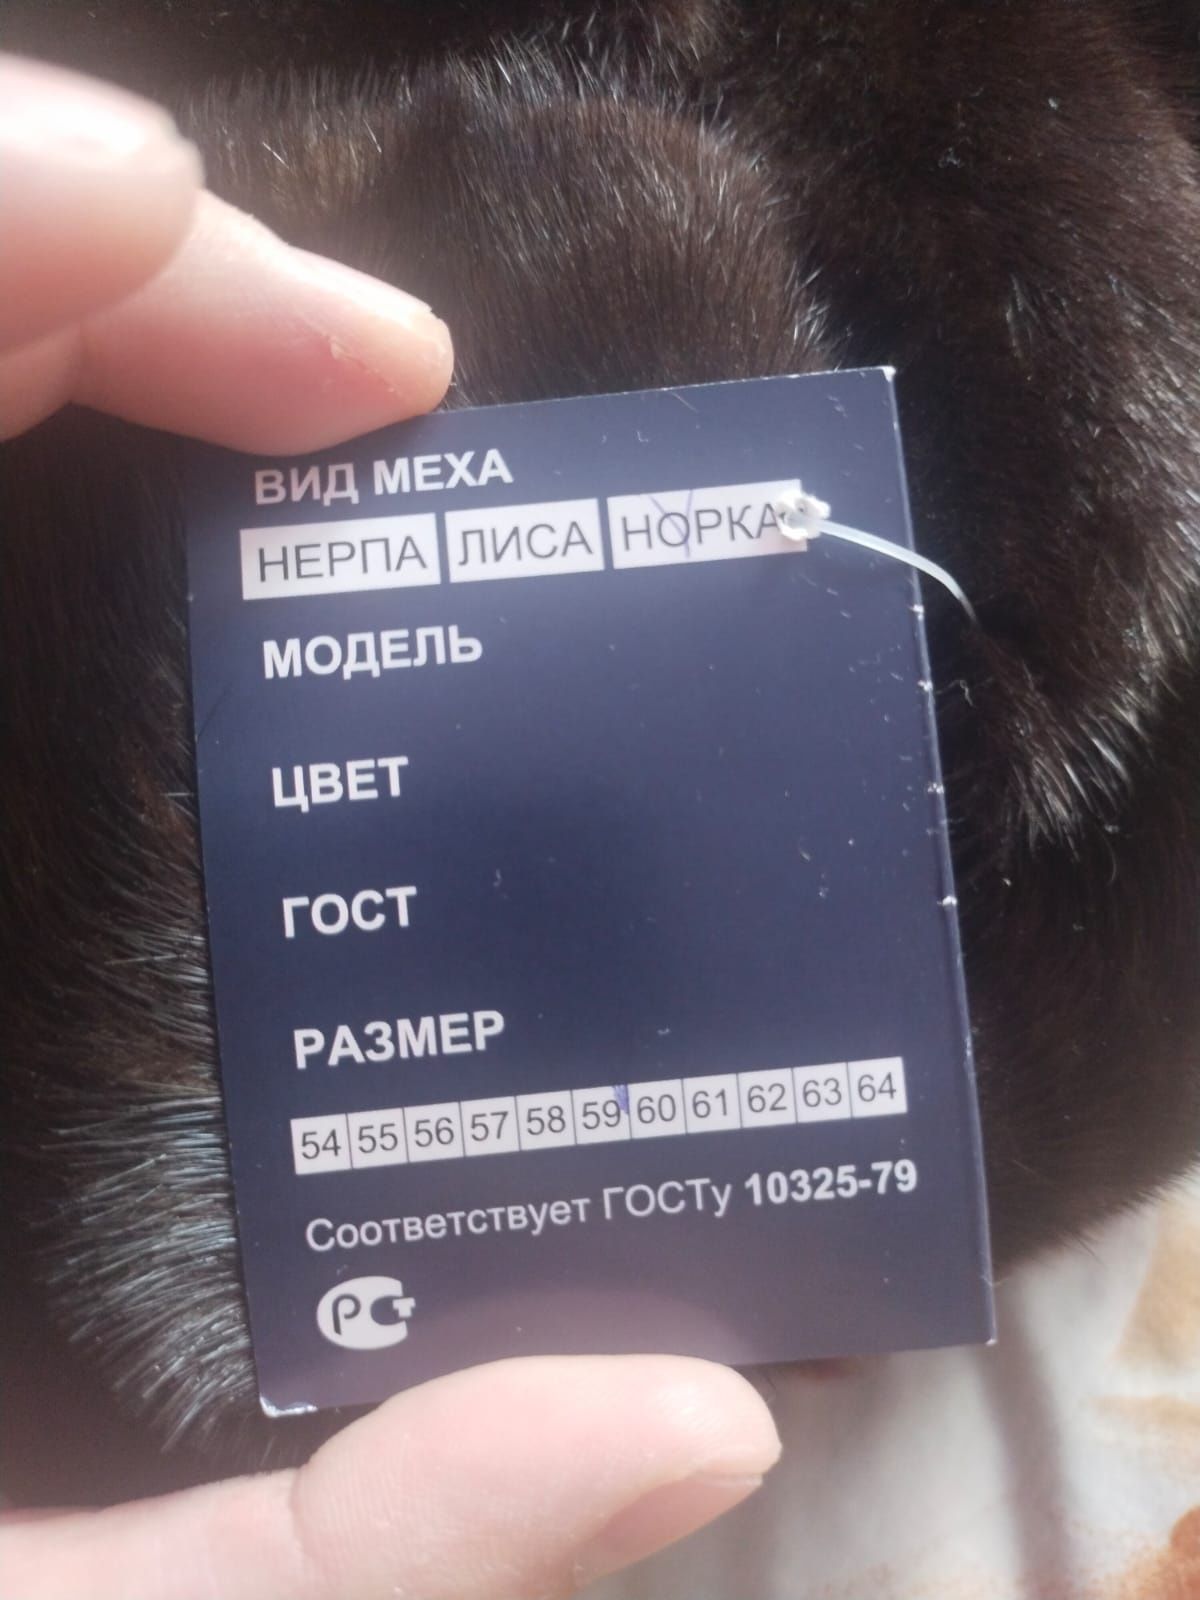 ВИД МЕХА
НЕРПА ЛИСА НОРКА
МОДЕЛЬ
ЦВЕТ
ГОСТ
РАЗМЕР
54 55 56 57 58 59 60 61 62 63 64
Соответствует ГОСТу 10325-79
РСТ